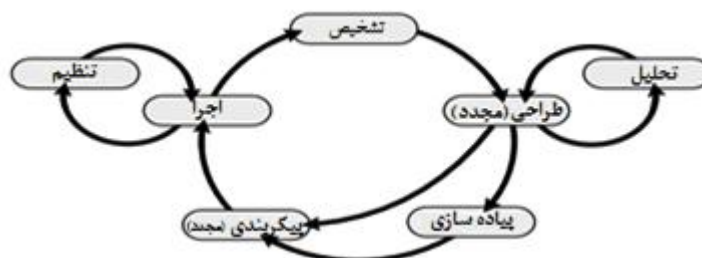 تشخیص
تنظیم
تحلیل
اجرا
طراحی (مجدد)
پیاده سازی
پیکربندی (مجدد)